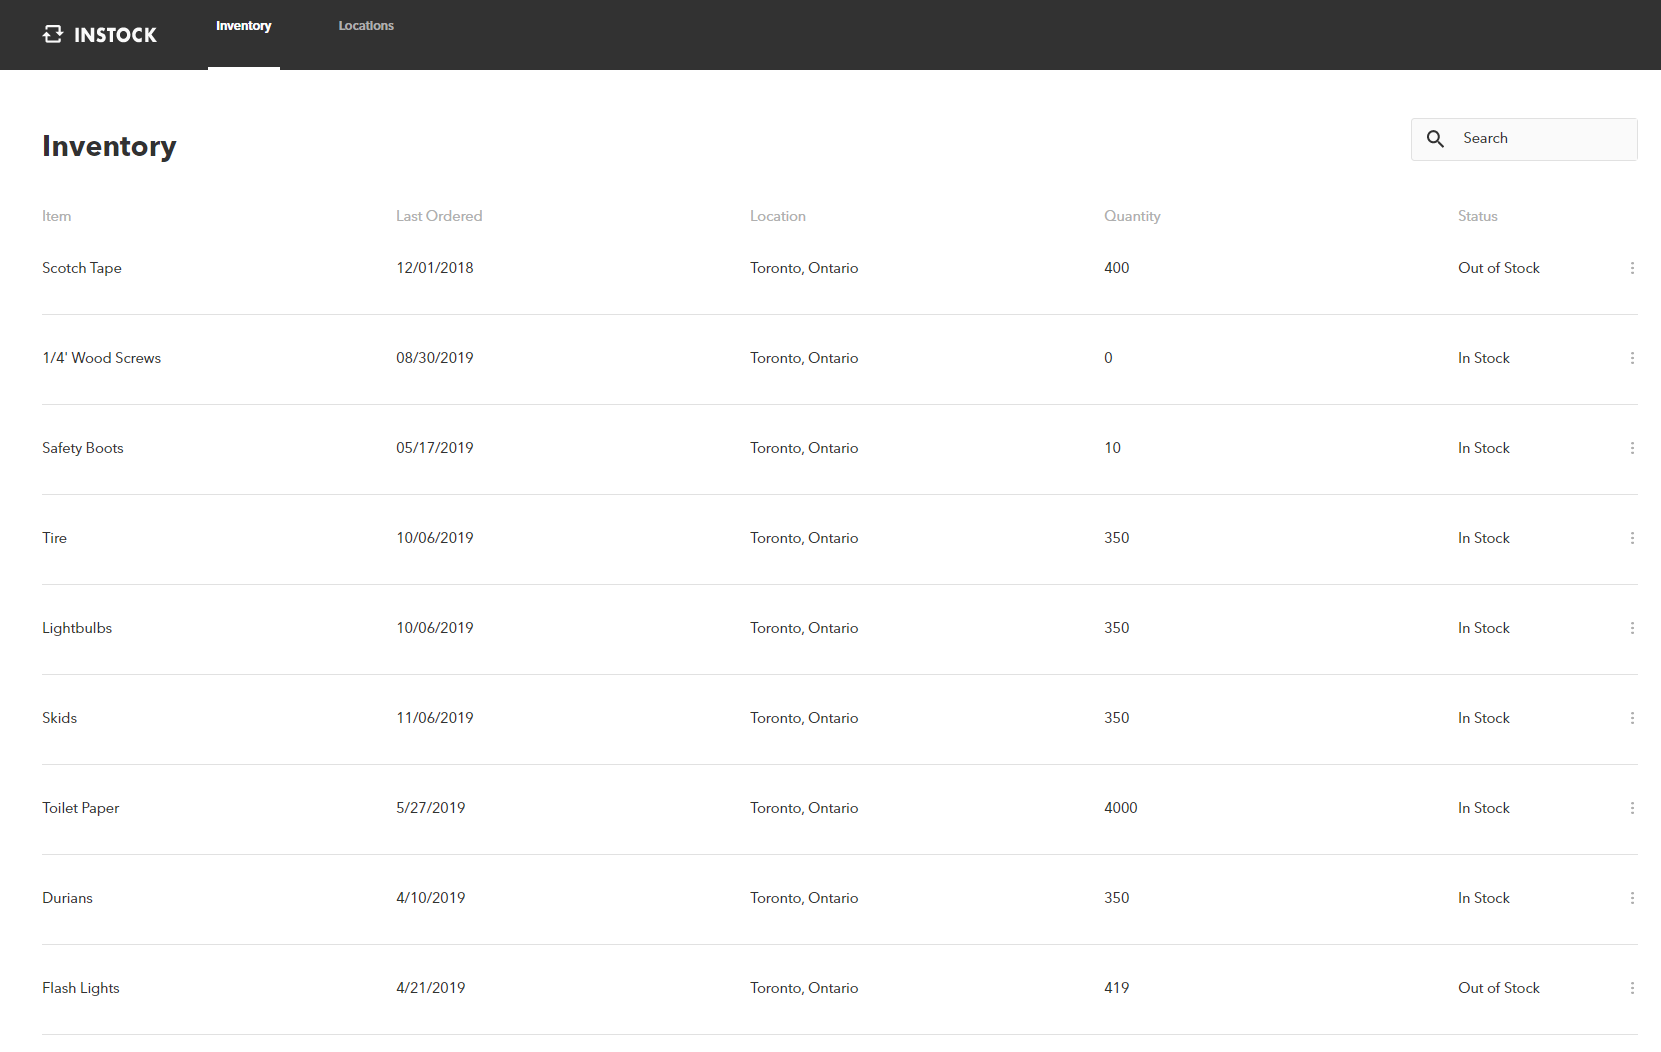 INSTOCK Inventory Locations
Inventory Search
Item Last Ordered Location Quantity Status
Scotch Tape 12/01/2018 Toronto, Ontario 400 Out of Stock
1/4' Wood Screws 08/30/2019 Toronto, Ontario 0 In Stock
Safety Boots 05/17/2019 Toronto, Ontario 10 In Stock
Tire 10/06/2019 Toronto, Ontario 350 In Stock
Lightbulbs 10/06/2019 Toronto, Ontario 350 In Stock
Skids 11/06/2019 Toronto, Ontario 350 In Stock
Toilet Paper 5/27/2019 Toronto, Ontario 4000 In Stock
Durians 4/10/2019 Toronto, Ontario 350 In Stock
Flash Lights 4/21/2019 Toronto, Ontario 419 Out of Stock